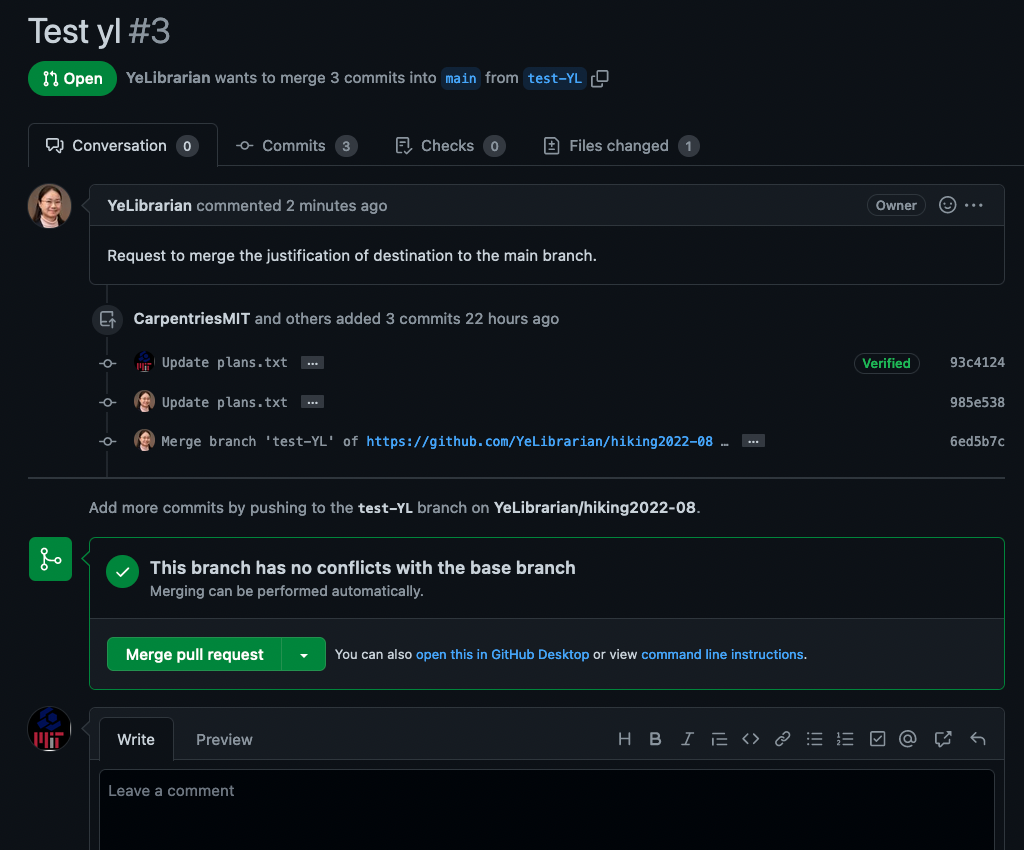 Test yl #3
Open YeLibrarian wants to merge 3 commits into main from test-YL
Conversation 0 Commits 3 Checks 0 Files changed 1
YeLibrarian commented 2 minutes ago Owner ...
Request to merge the justification of destination to the main branch.
CarpentriesMIT and others added 3 commits 22 hours ago
Update plans.txt ... Verified 93c4124
Update plans.txt ... 985e538
Merge branch 'test-YL' of https://github.com/YeLibrarian/hiking2022-08 … ... 6ed5b7c
Add more commits by pushing to the test-YL branch on YeLibrarian/hiking2022-08.
This branch has no conflicts with the base branch
Merging can be performed automatically.
Merge pull request You can also open this in GitHub Desktop or view command line instructions.
Write Preview
Leave a comment